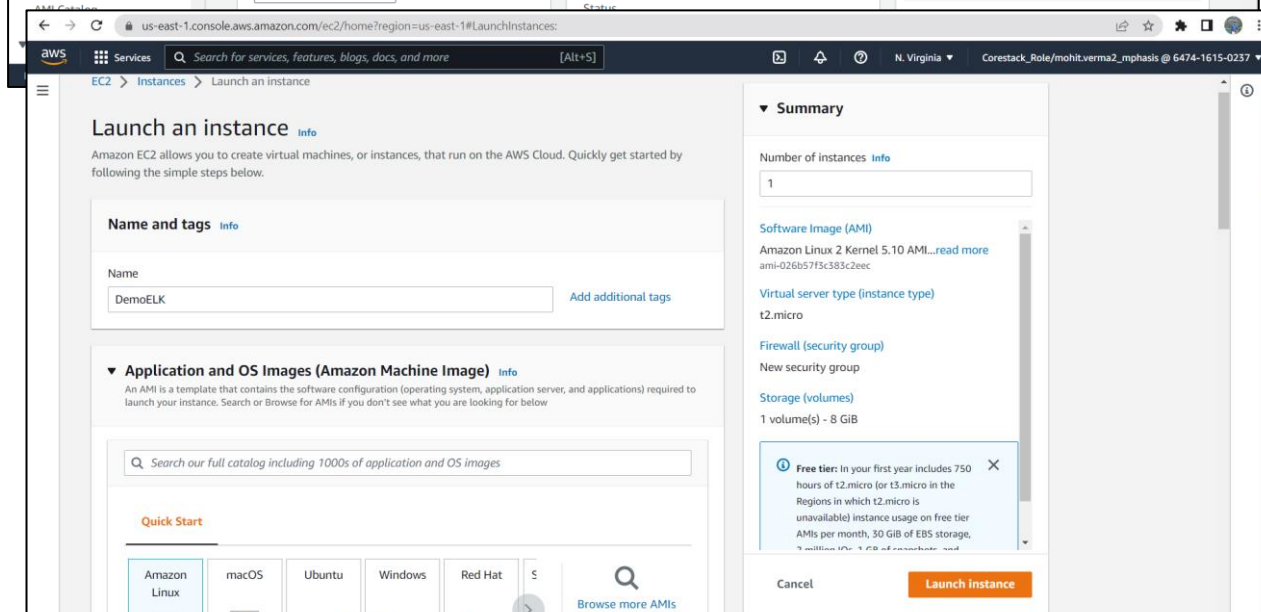 AMI Catalog
Status
us-east-1.console.aws.amazon.com/ec2/home?region=us-east-1#LaunchInstances:
aws
Services
Search for services, features, blogs, docs, and more
[Alt+S]
N. Virginia
Corestack_Role/mohit.verma2_mphasis @ 6474-1615-0237
EC2 > Instances > Launch an instance
Launch an instance Info
Amazon EC2 allows you to create virtual machines, or instances, that run on the AWS Cloud. Quickly get started by
following the simple steps below.
Name and tags Info
Name
DemoELK
Add additional tags
Application and OS Images (Amazon Machine Image) Info
An AMI is a template that contains the software configuration (operating system, application server, and applications) required to
launch your instance. Search or Browse for AMIs if you don't see what you are looking for below
Search our full catalog including 1000s of application and OS images
Quick Start
Amazon
Linux
macOS
Ubuntu
Windows
Red Hat
S
Browse more AMIs
Summary
Number of instances Info
1
Software Image (AMI)
Amazon Linux 2 Kernel 5.10 AMI...read more
ami-026b57f3c383c2eec
Virtual server type (instance type)
t2.micro
Firewall (security group)
New security group
Storage (volumes)
1 volume(s) - 8 GiB
Free tier: In your first year includes 750
hours of t2.micro (or t3.micro in the
Regions in which t2.micro is
unavailable) instance usage on free tier
AMIs per month, 30 GiB of EBS storage,
2 million IOs, 1 GB of snapshots, and
Cancel
Launch instance